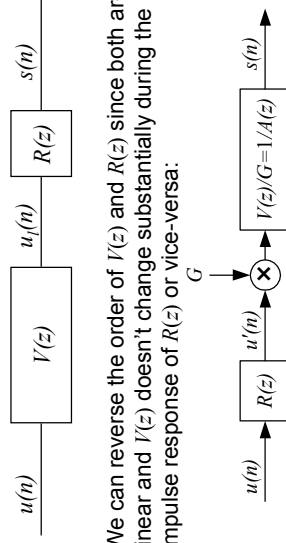 u(n) V(z) u₁(n) R(z) s(n)
We can reverse the order of V(z) and R(z) since both are
linear and V(z) doesn't change substantially during the
impulse response of R(z) or vice-versa:
G
u(n) R(z) u'(n) × V(z)/G=1/A(z) s(n)